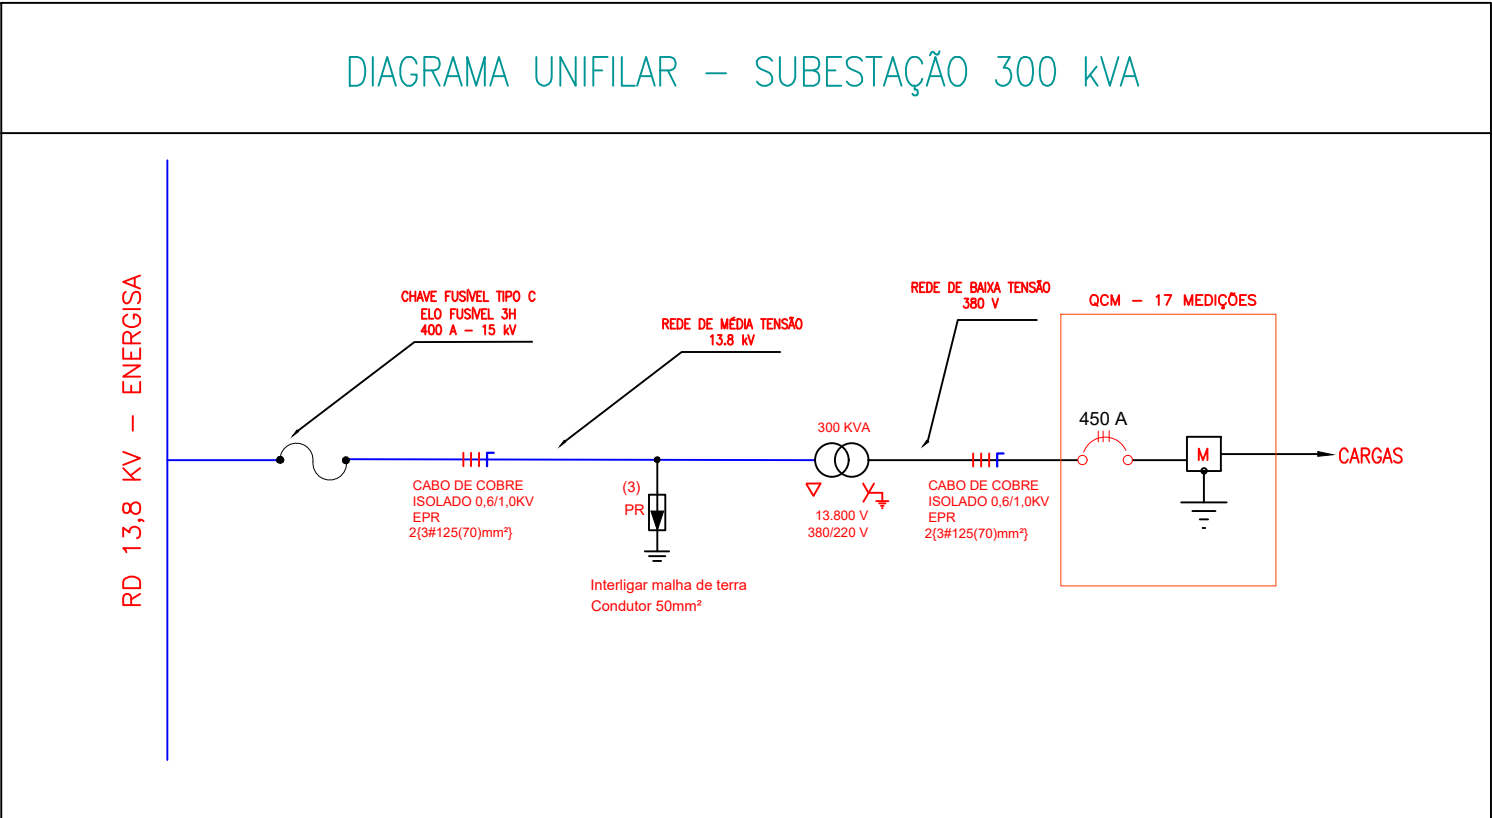 DIAGRAMA UNIFILAR – SUBESTAÇÃO 300 kVA
RD 13,8 KV – ENERGISA
CHAVE FUSÍVEL TIPO C
ELO FUSÍVEL 3H
400 A – 15 kV
REDE DE MÉDIA TENSÃO
13.8 kV
REDE DE BAIXA TENSÃO
380 V
QCM – 17 MEDIÇÕES
450 A
300 KVA
M
CARGAS
CABO DE COBRE
ISOLADO 0,6/1,0KV
EPR
2{3#125(70)mm²}
(3)
PR
13.800 V
380/220 V
CABO DE COBRE
ISOLADO 0,6/1,0KV
EPR
2{3#125(70)mm²}
Interligar malha de terra
Condutor 50mm²